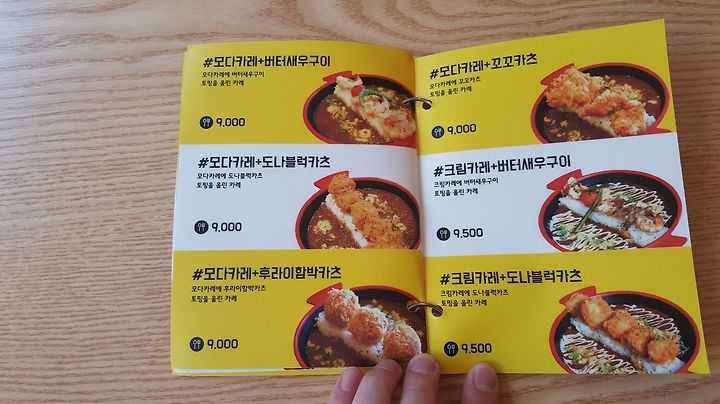 #모다카레+버터새우구이
모다카레에 버터새우구이
토핑을 올린 카레
9,000
#모다카레+도나블럭카츠
모다카레에 도나블럭카츠
토핑을 올린 카레
9,000
#모다카레+후라이함박카츠
모다카레에 후라이함박카츠
토핑을 올린 카레
9,000
#모다카레+꼬꼬카츠
모다카레에 꼬꼬카츠
토핑을 올린 카레
9,000
#크림카레+버터새우구이
크림카레에 버터새우구이
토핑을 올린 카레
9,500
#크림카레+도나블럭카츠
크림카레에 도나블럭카츠
토핑을 올린 카레
9,500